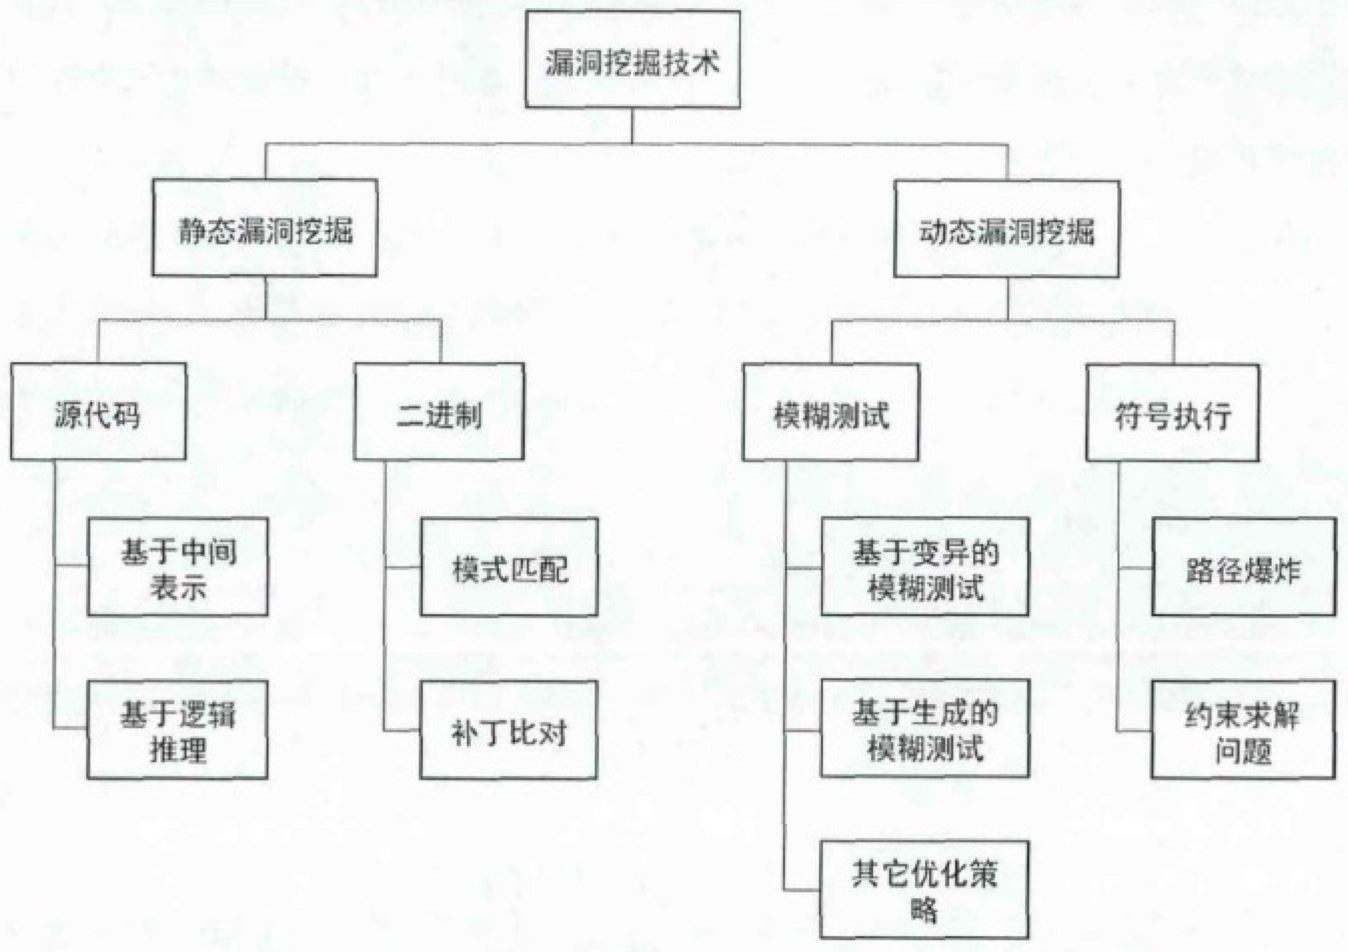 漏洞挖掘技术
静态漏洞挖掘
动态漏洞挖掘
源代码
二进制
模糊测试
符号执行
基于中间
表示
模式匹配
基于变异的
模糊测试
路径爆炸
基于逻辑
推理
补丁比对
基于生成的
模糊测试
约束求解
问题
其它优化策
略